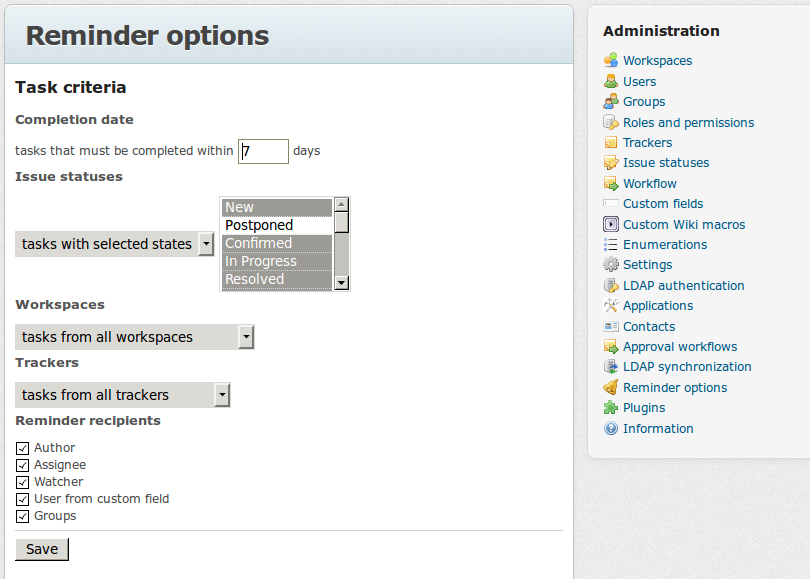 Reminder options
Task criteria
Completion date
tasks that must be completed within 7 days
Issue statuses
tasks with selected states
New
Postponed
Confirmed
In Progress
Resolved
Workspaces
tasks from all workspaces
Trackers
tasks from all trackers
Reminder recipients
Author
Assignee
Watcher
User from custom field
Groups
Save
Administration
Workspaces
Users
Groups
Roles and permissions
Trackers
Issue statuses
Workflow
Custom fields
Custom Wiki macros
Enumerations
Settings
LDAP authentication
Applications
Contacts
Approval workflows
LDAP synchronization
Reminder options
Plugins
Information